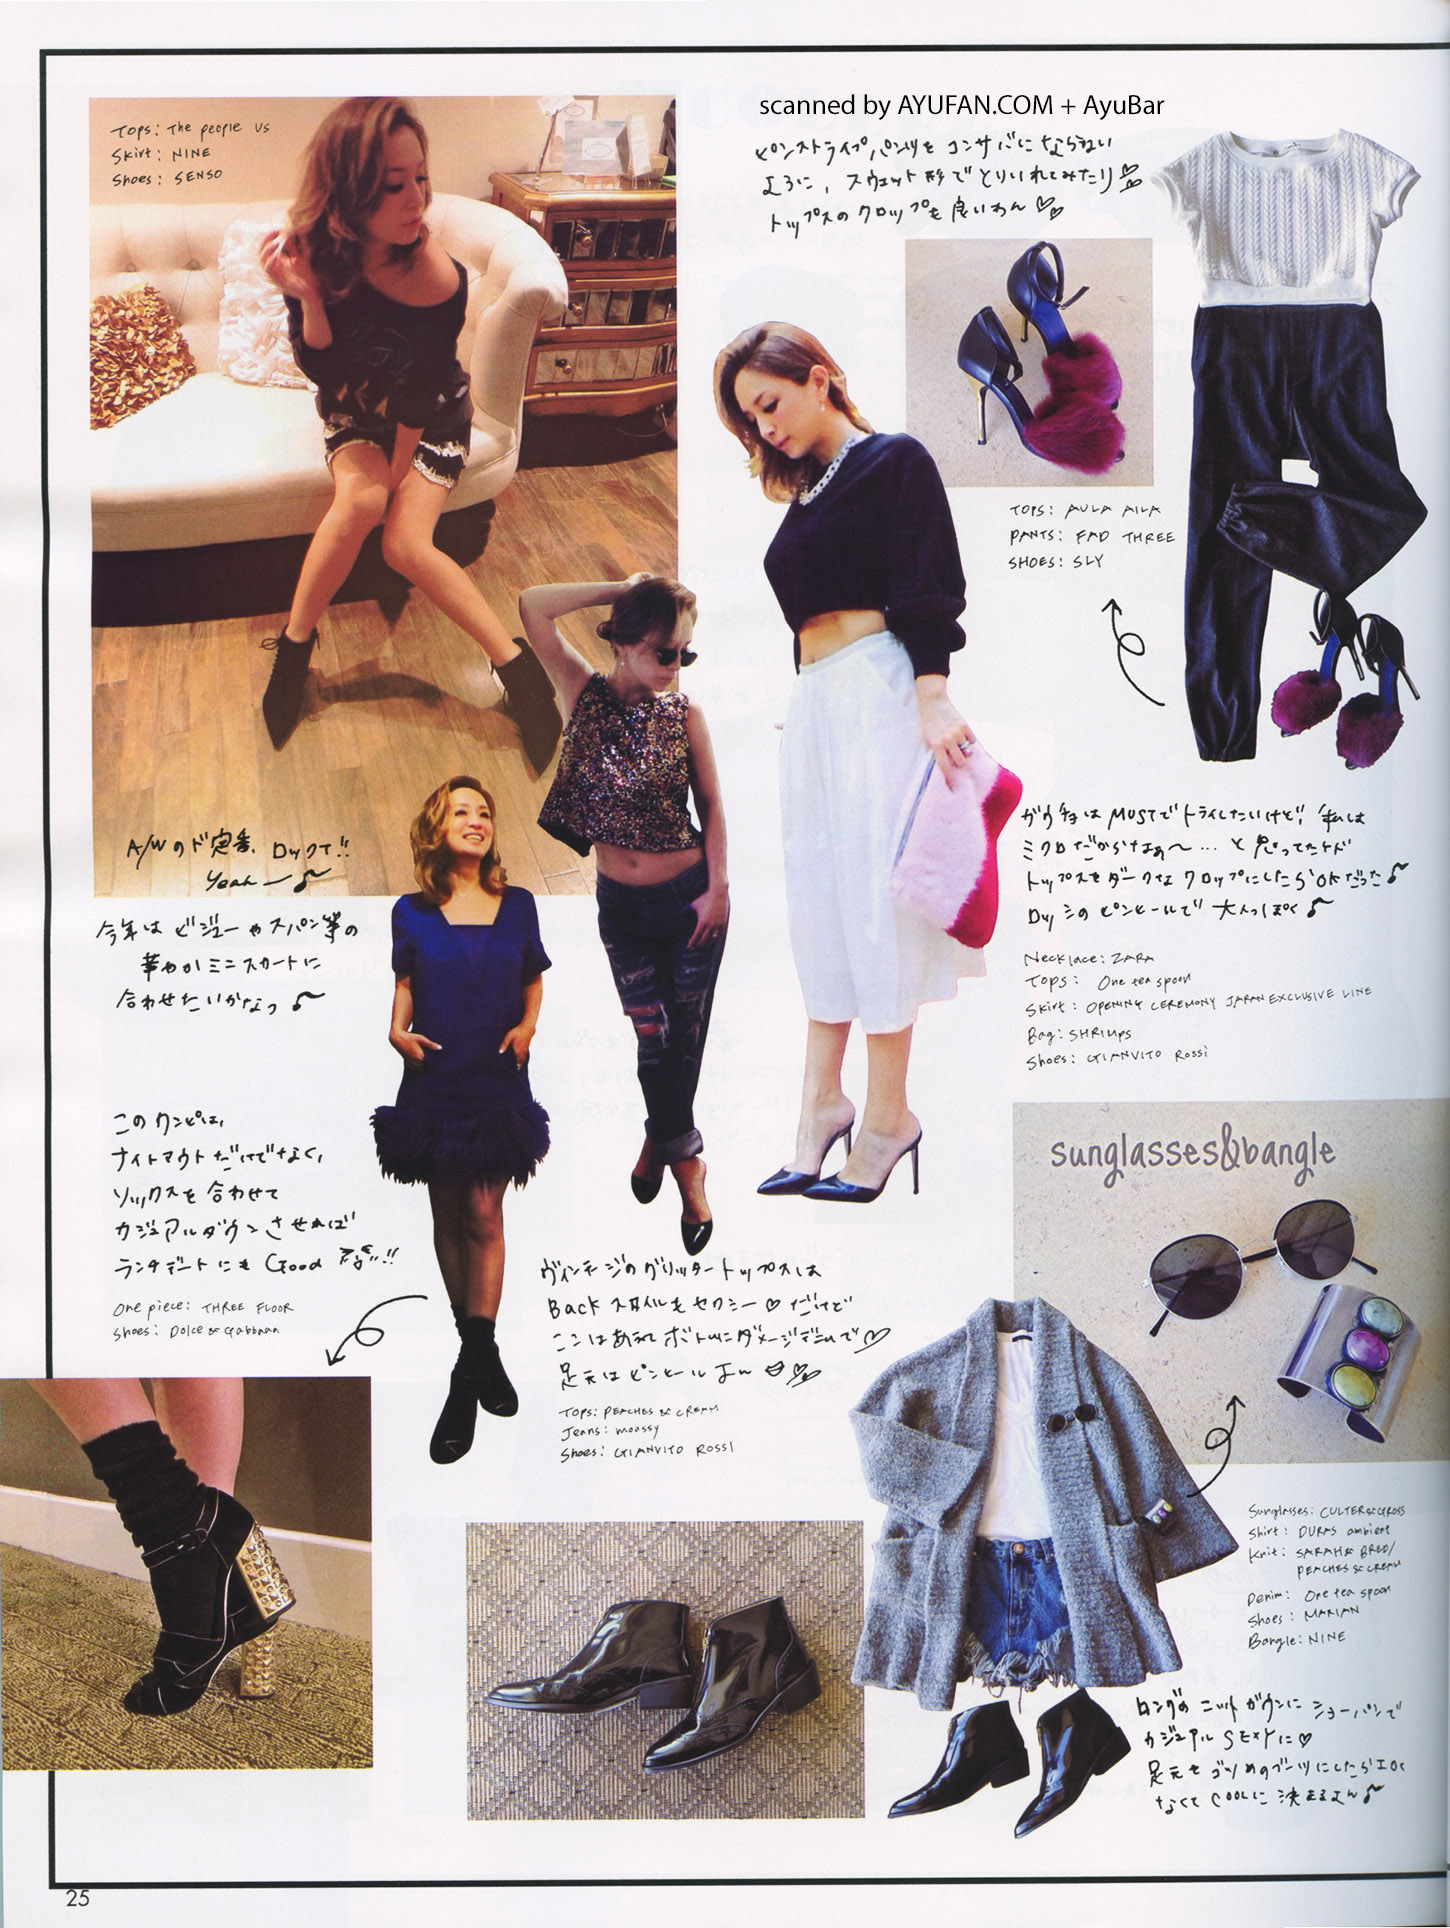 scanned by AYUFAN.COM + AyuBar
Tops: The people VS
Skirt: NINE
Shoes: SENSO
ピンストライプパンツをコンサバにならない
ように、スウェット形でとりいれてみたり♡
トップスのクロップも良いわん♡♡
TOPS: AULA AILA
PANTS: FAD THREE
SHOES: SLY
A/Wのド定番、ロックT!!
Yeah—♪
今年はビジューやスパン等の
華やかミニスカートに
合わせたいかなっ♪
ガウチョはMUSTでトライしたいけど、私は
ミクロだからなぁ〜...と思ってたけど
トップスをダークなクロップにしたらOKだった♪
ロッシのピンヒールで大人っぽく♪
Necklace: ZARA
Tops: One tea spoon
Skirt: OPENING CEREMONY JAPAN EXCLUSIVE LINE
Bag: SHRIMPS
Shoes: GIANVITO ROSSI
このワンピは、
ナイトアウトだけでなく、
ソックスを合わせて
カジュアルダウンさせれば
ランチデートにも Good
One piece: THREE FLOOR
Shoes: Dolce & Gabbana
ヴィンテージのグリッタートップスは
Backスタイルもセクシー♡だけど
ここはあえてボトムにダメージデニムで♡
足元はピンヒールよん
Tops: PEACHES & CREAM
Jeans: moussy
Shoes: GIANVITO ROSSI
sunglasses&bangle
Sunglasses: CULTER & GROSS
Shirt: DURAS ambient
Knit: SARAH & BRED/
PEACHES & CREAM
Denim: One tea spoon
Shoes: MARIAN
Bangle: NINE
ロングのニットガウンにショーパンで
カジュアルSEXYに♡
足元をゴツめのブーツにしたらエロく
なくてCOOLに決まるよん♪
25